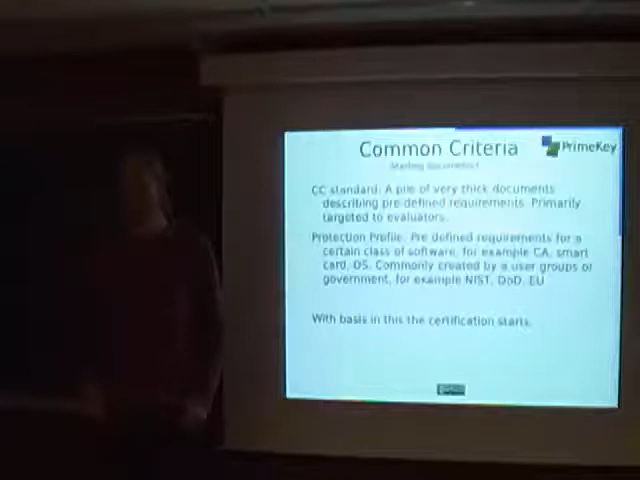 Common Criteria
PrimeKey
Starting documents
CC standard: A pile of very thick documents
describing pre defined requirements. Primarily
targeted to evaluators.
Protection Profile: Pre defined requirements for a
certain class of software, for example CA, smart
card, OS. Commonly created by a user groups or
government, for example NIST, DoD, EU
With basis in this the certification starts.